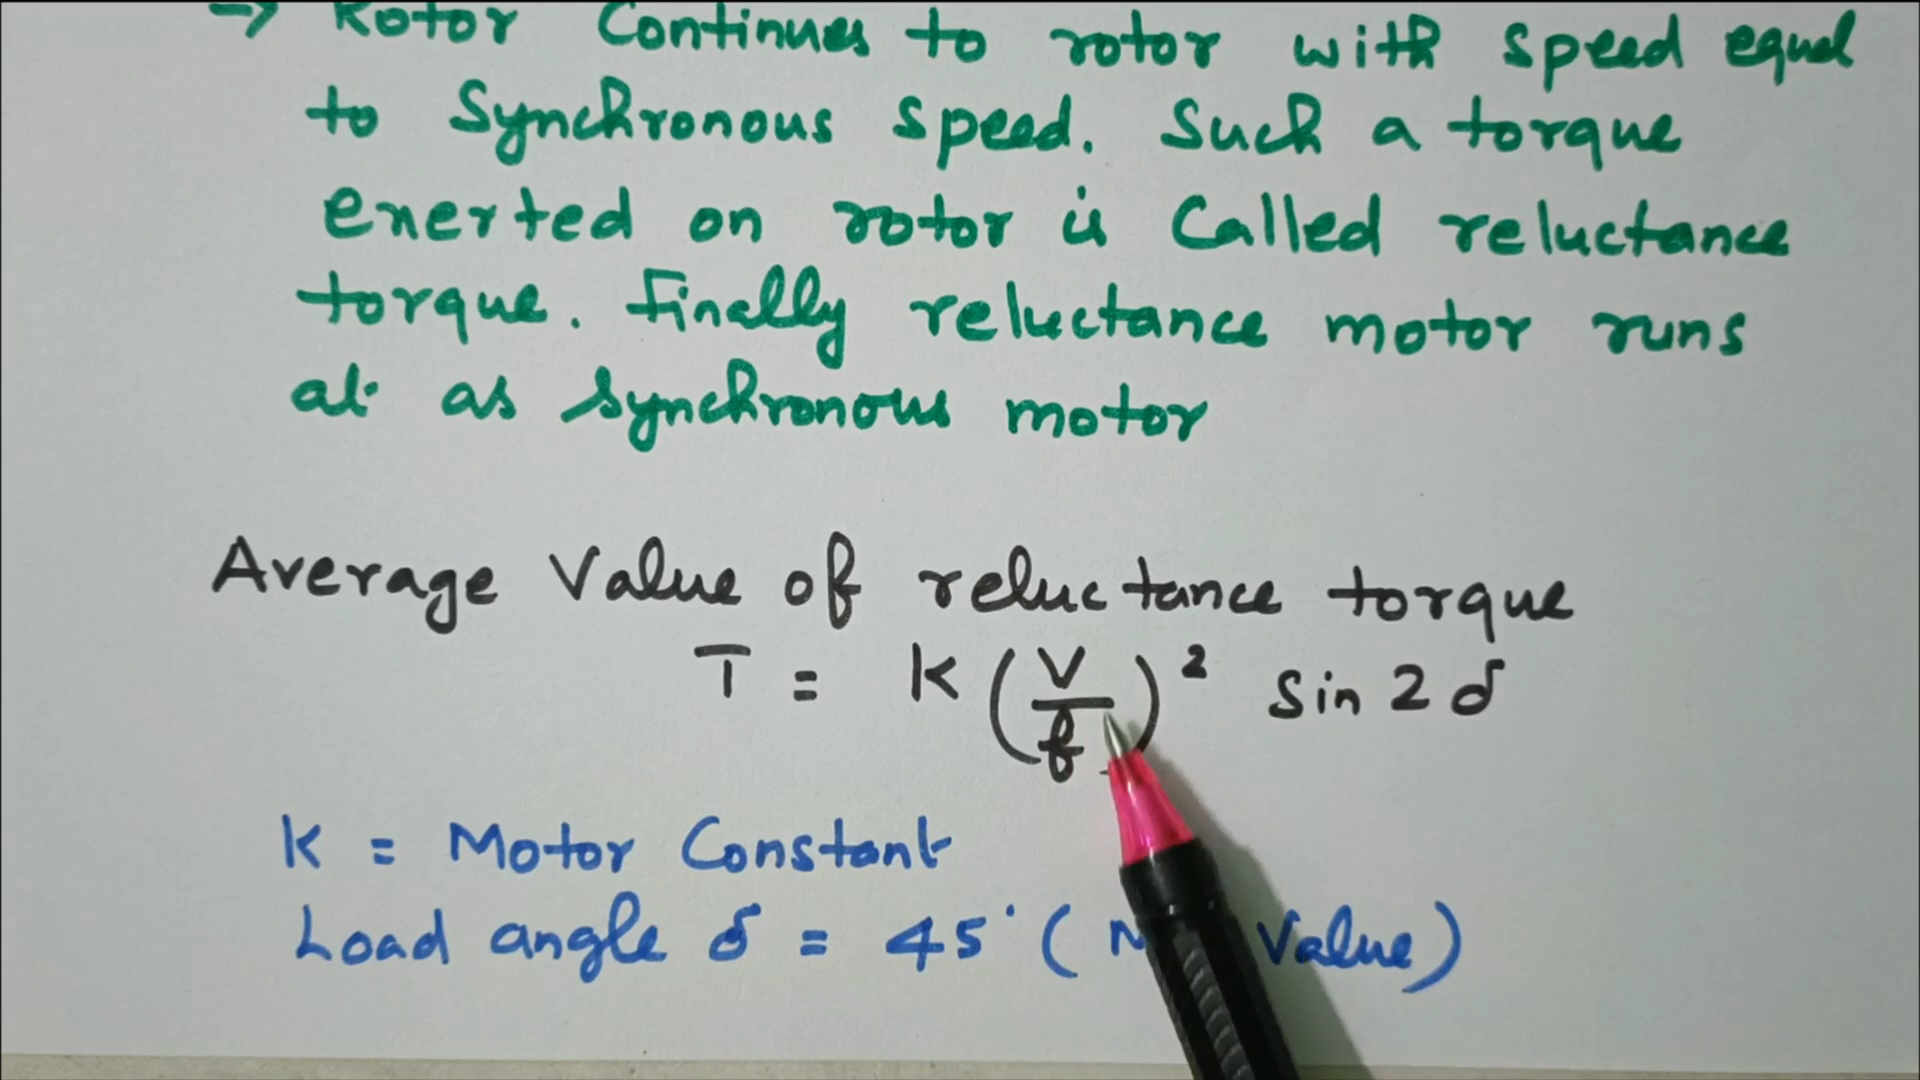 → Rotor Continues to rotor with speed equal
to Synchronous speed. Such a torque
exerted on rotor is Called reluctance
torque. Finally reluctance motor runs
at as synchronous motor
Average Value of reluctance torque
T = K (V/f)² Sin 2 δ
K = Motor Constant
Load angle δ = 45° ( Value)